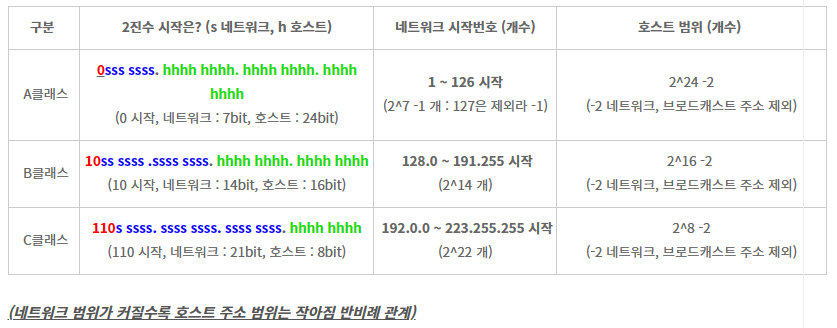 구분 2진수 시작은? (s 네트워크, h 호스트) 네트워크 시작번호 (개수) 호스트 범위 (개수)
A클래스
0sss ssss. hhhh hhhh. hhhh hhhh. hhhh
hhhh
(0 시작, 네트워크 : 7bit, 호스트 : 24bit)
1 ~ 126 시작
(2^7 -1 개 : 127은 제외라 -1)
2^24 -2
(-2 네트워크, 브로드캐스트 주소 제외)
B클래스
10ss ssss .ssss ssss. hhhh hhhh. hhhh hhhh
(10 시작, 네트워크 : 14bit, 호스트 : 16bit)
128.0 ~ 191.255 시작
(2^14 개)
2^16 -2
(-2 네트워크, 브로드캐스트 주소 제외)
C클래스
110s ssss. ssss ssss. ssss ssss. hhhh hhhh
(110 시작, 네트워크 : 21bit, 호스트 : 8bit)
192.0.0 ~ 223.255.255 시작
(2^22 개)
2^8 -2
(-2 네트워크, 브로드캐스트 주소 제외)
(네트워크 범위가 커질수록 호스트 주소 범위는 작아짐 반비례 관계)